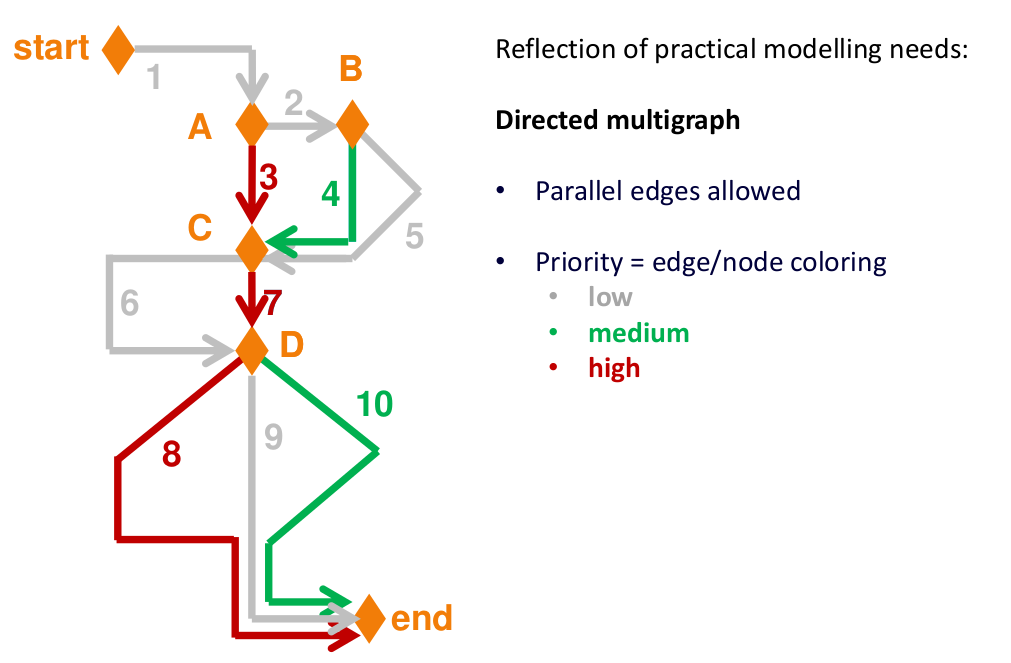 start
1
B
2
A
3
4
C
5
6
7
D
10
9
8
end
Reflection of practical modelling needs:
Directed multigraph
• Parallel edges allowed
• Priority = edge/node coloring
• low
• medium
• high